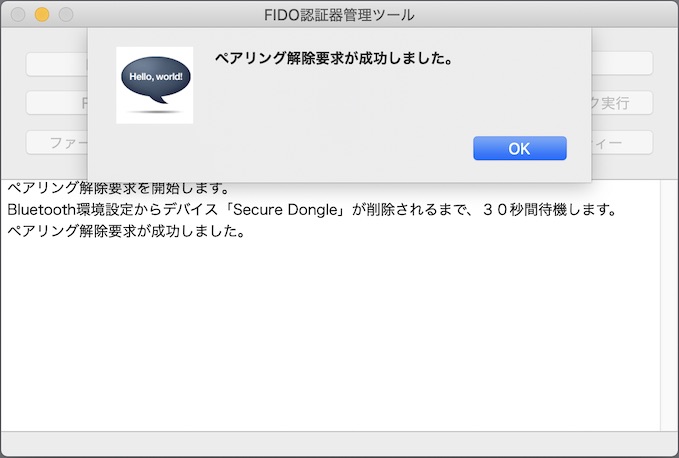 FIDO認証器管理ツール
Hello, world!
ペアリング解除要求が成功しました。
OK
ク実行
ファー
ィー
ペアリング解除要求を開始します。
Bluetooth環境設定からデバイス「Secure Dongle」が削除されるまで、３０秒間待機します。
ペアリング解除要求が成功しました。